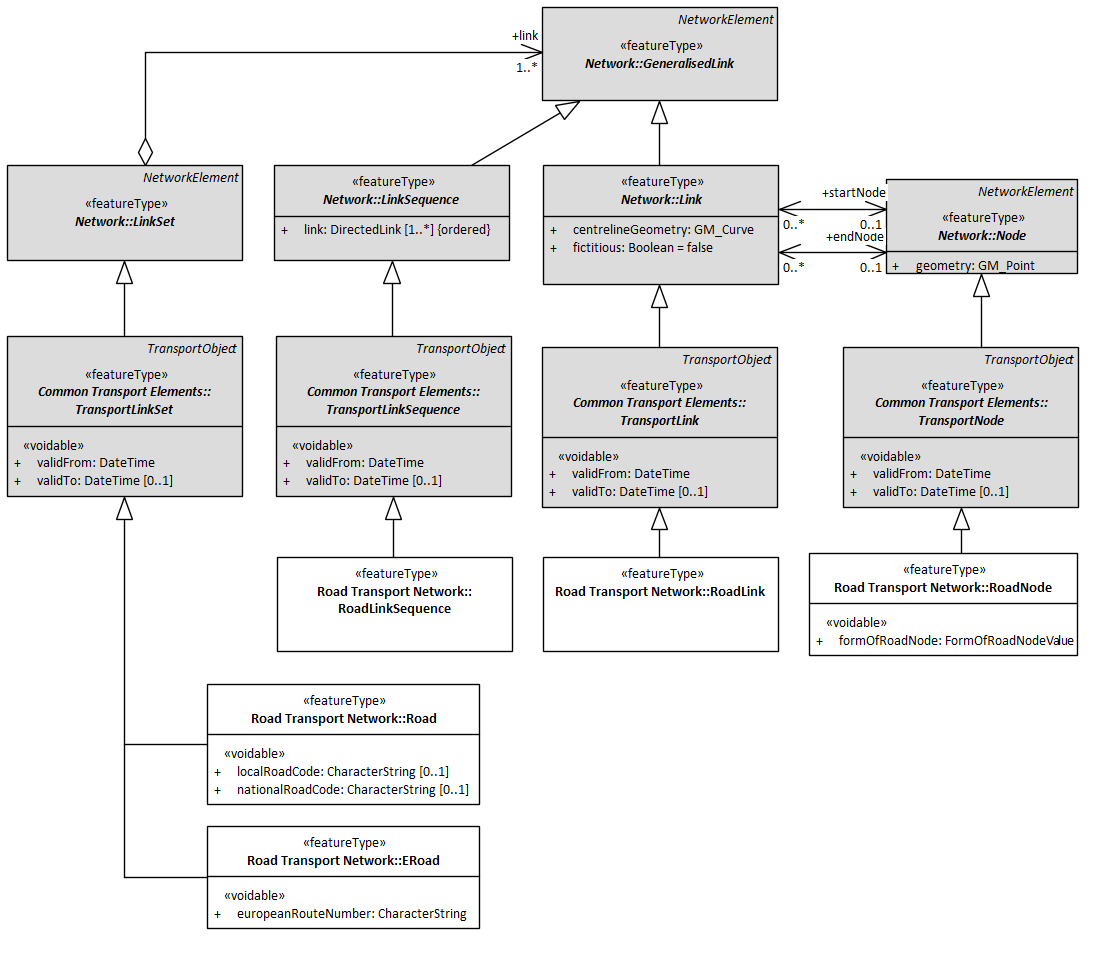 NetworkElement
«featureType»
Network::GeneralisedLink
+link
1..*
NetworkElement
«featureType»
Network::LinkSet
«featureType»
Network::LinkSequence
+ link: DirectedLink [1..*] {ordered}
«featureType»
Network::Link
+ centrelineGeometry: GM_Curve
+ fictitious: Boolean = false
+startNode
0..*
0..1
+endNode
0..*
0..1
NetworkElement
«featureType»
Network::Node
+ geometry: GM_Point
TransportObject
«featureType»
Common Transport Elements::
TransportLinkSet
«voidable»
+ validFrom: DateTime
+ validTo: DateTime [0..1]
TransportObject
«featureType»
Common Transport Elements::
TransportLinkSequence
«voidable»
+ validFrom: DateTime
+ validTo: DateTime [0..1]
TransportObject
«featureType»
Common Transport Elements::
TransportLink
«voidable»
+ validFrom: DateTime
+ validTo: DateTime [0..1]
TransportObject
«featureType»
Common Transport Elements::
TransportNode
«voidable»
+ validFrom: DateTime
+ validTo: DateTime [0..1]
«featureType»
Road Transport Network::
RoadLinkSequence
«featureType»
Road Transport Network::RoadLink
«featureType»
Road Transport Network::RoadNode
«voidable»
+ formOfRoadNode: FormOfRoadNodeValue
«featureType»
Road Transport Network::Road
«voidable»
+ localRoadCode: CharacterString [0..1]
+ nationalRoadCode: CharacterString [0..1]
«featureType»
Road Transport Network::ERoad
«voidable»
+ europeanRouteNumber: CharacterString